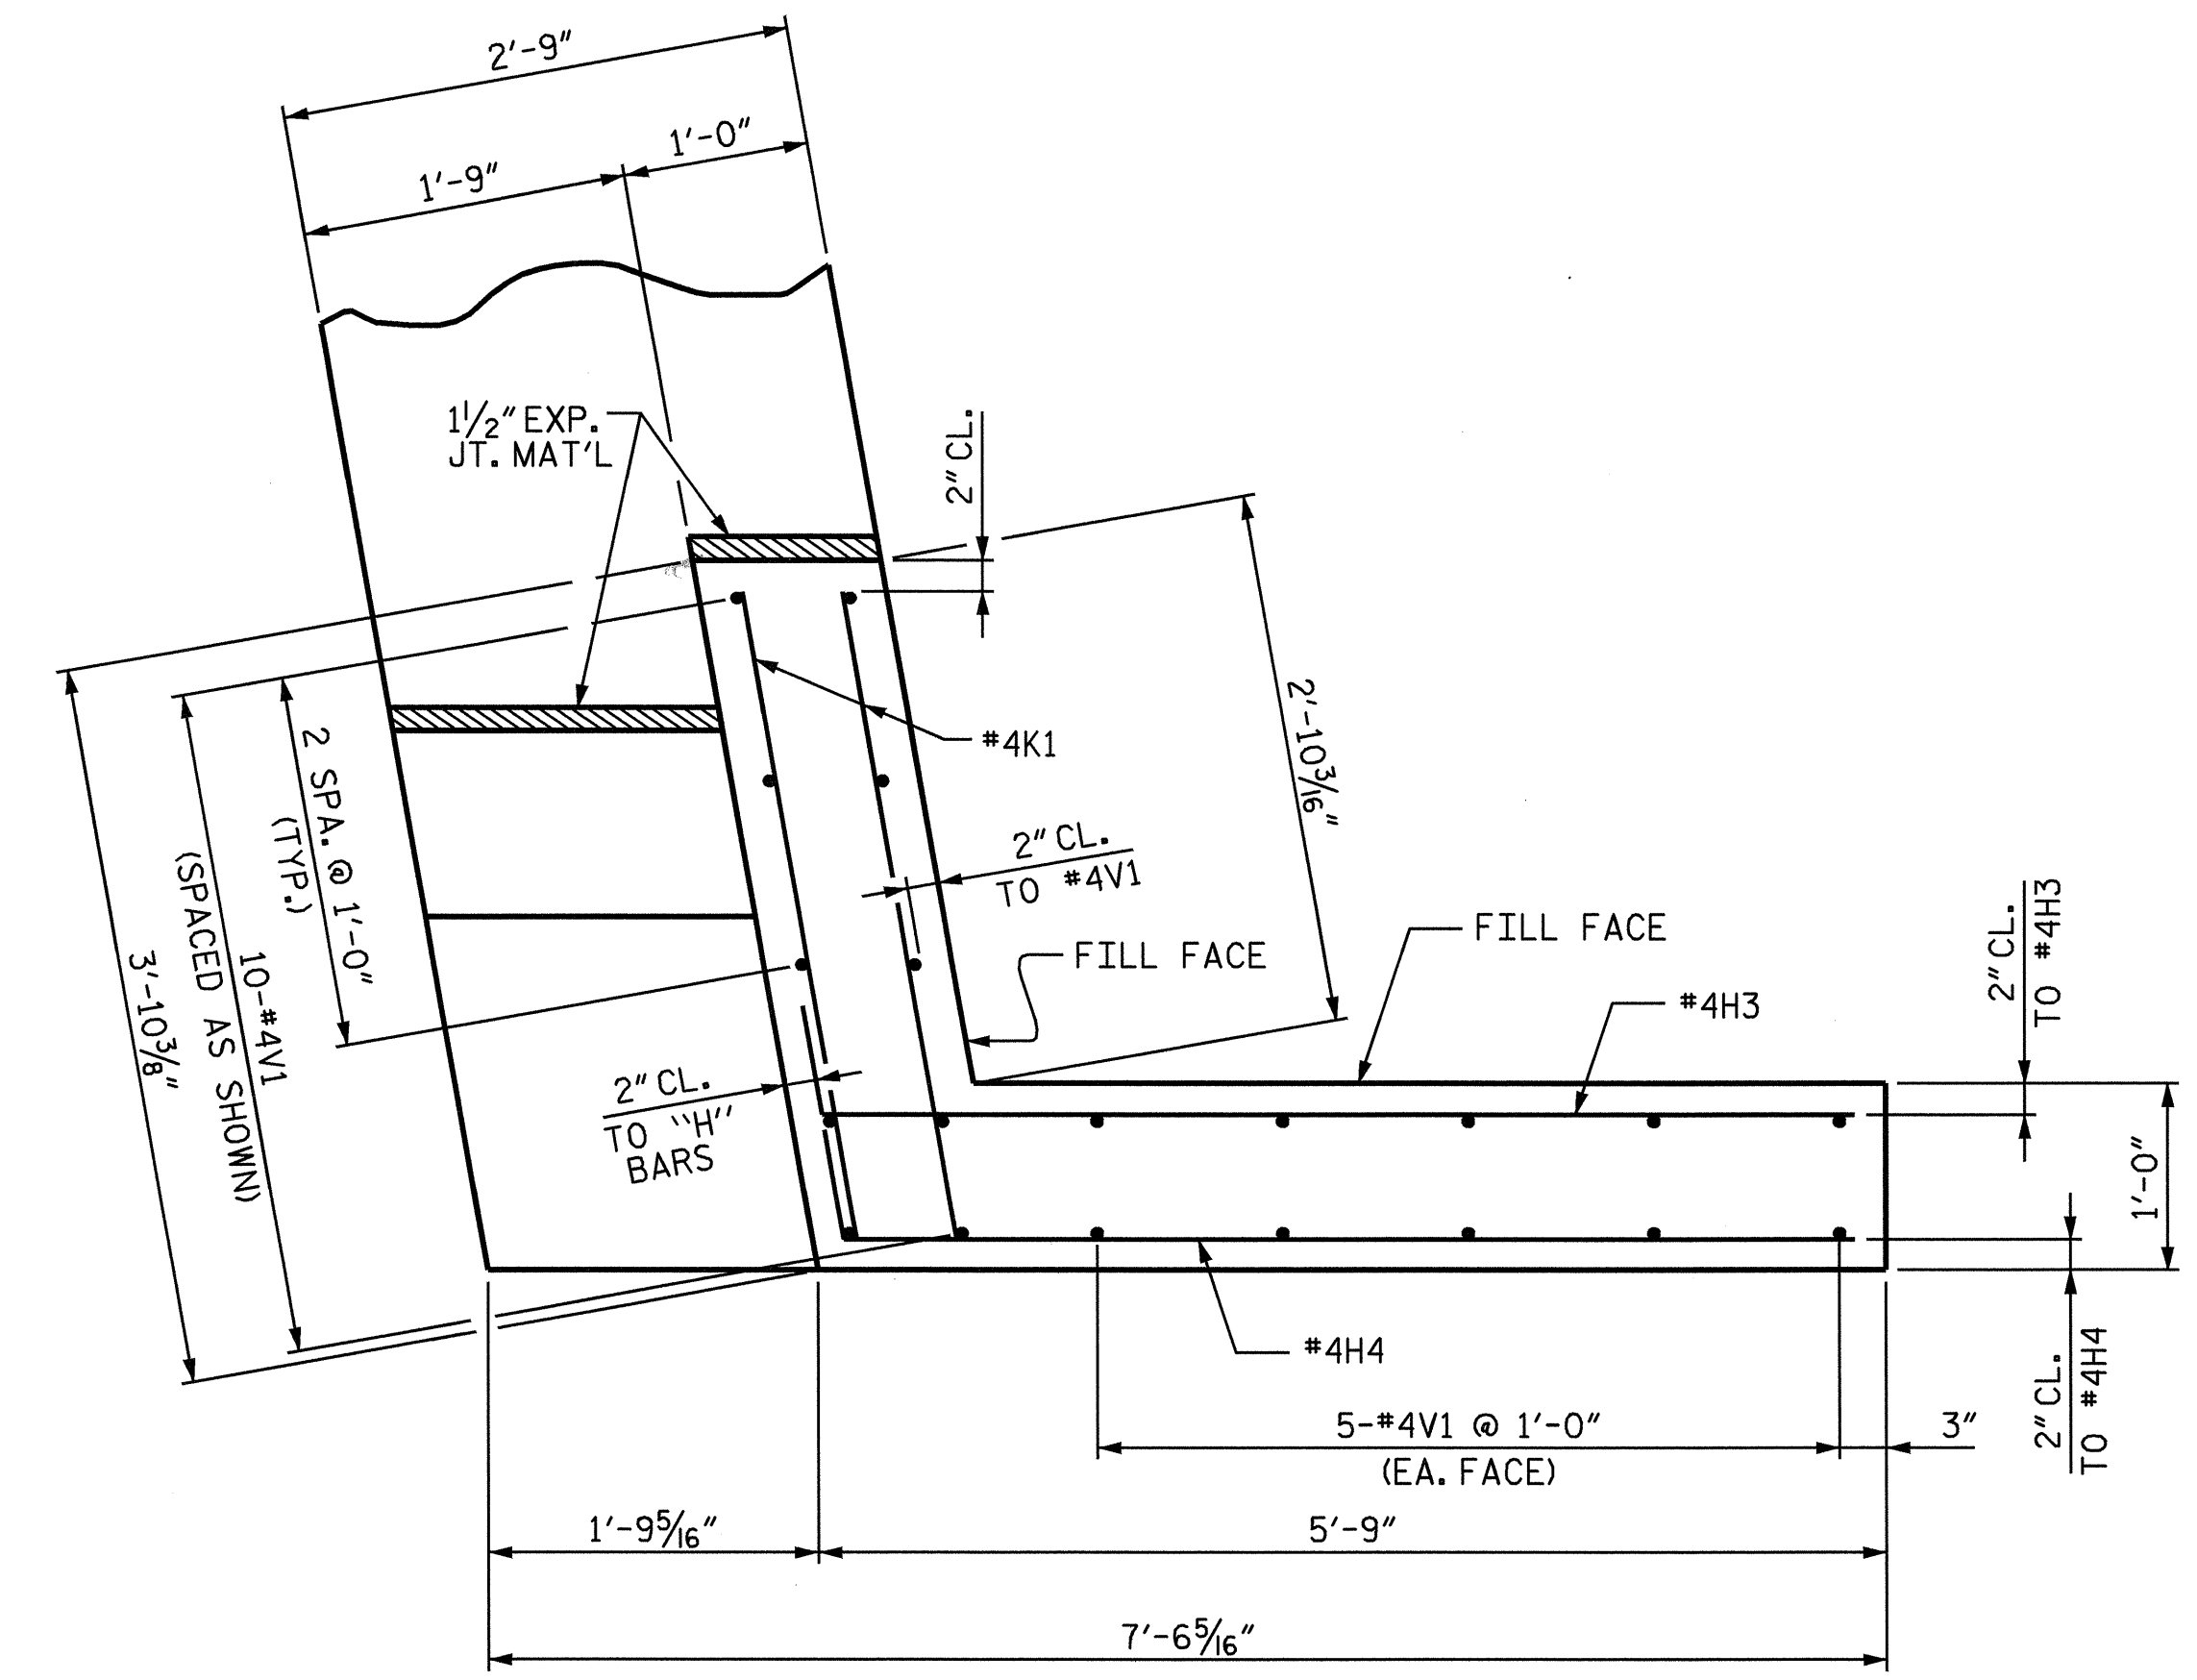 2'-9"
1'-0"
1'-9"
1½" EXP.
JT. MAT'L
2" CL.
#4K1
2'-10³⁄₁₆"
2" CL.
TO #4V1
2 SPA. @ 1'-0"
(TYP.)
10-#4V1
(SPACED AS SHOWN)
3'-10³⁄₈"
FILL FACE
FILL FACE
#4H3
2" CL.
TO #4H3
2" CL.
TO "H"
BARS
1'-0"
#4H4
2" CL.
TO #4H4
5-#4V1 @ 1'-0"
(EA. FACE)
3"
1'-9⁵⁄₁₆"
5'-9"
7'-6⁵⁄₁₆"